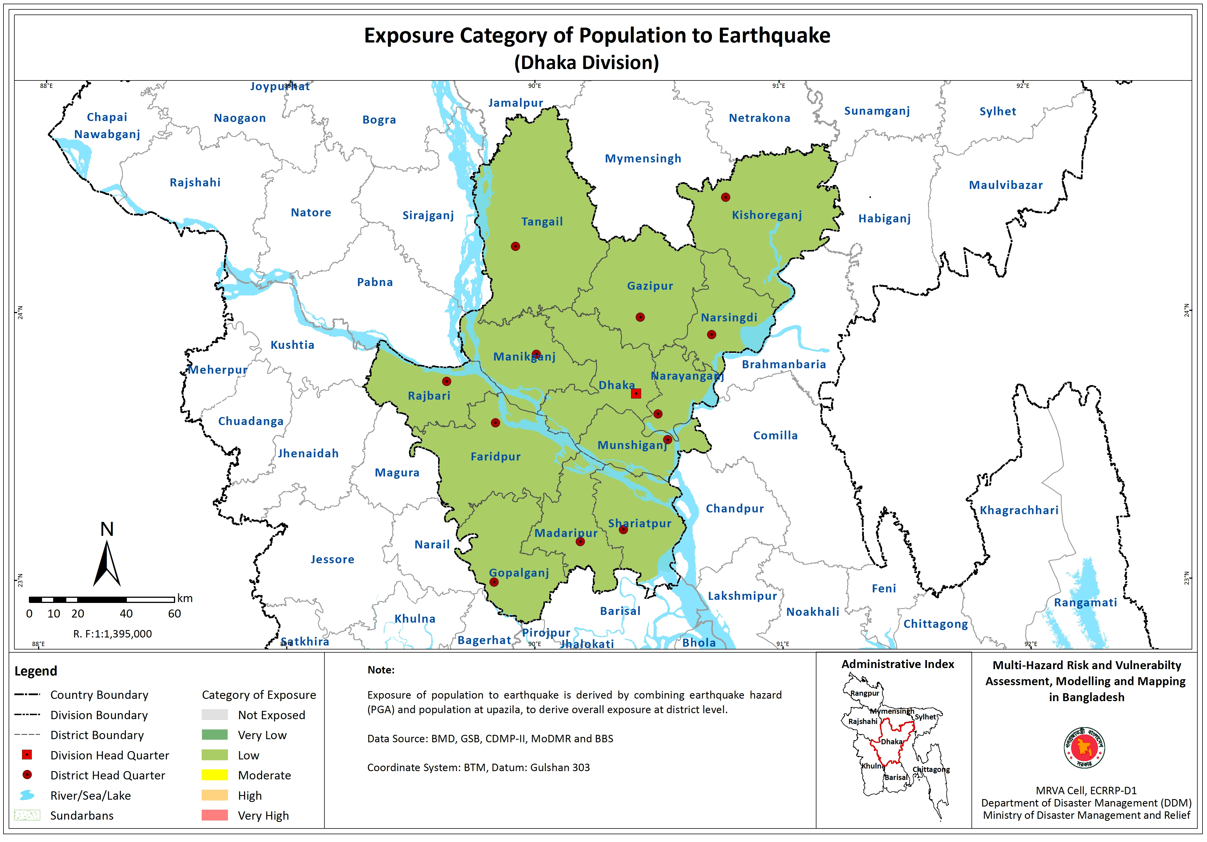 Exposure Category of Population to Earthquake
(Dhaka Division)
88°E
90°E
91°E
92°E
Joypurhat
Jamalpur
Chapai
Nawabganj
Naogaon
Bogra
Netrakona
Sunamganj
Sylhet
Mymensingh
Rajshahi
Maulvibazar
Natore
Sirajganj
Tangail
Kishoreganj
Habiganj
Pabna
Gazipur
24°N
24°N
Narsingdi
Kushtia
Manikganj
Meherpur
Brahmanbaria
Narayanganj
Dhaka
Rajbari
Chuadanga
Comilla
Munshiganj
Jhenaidah
Faridpur
Magura
Chandpur
Khagrachhari
Shariatpur
Madaripur
Narail
Jessore
Gopalganj
23°N
23°N
Feni
Lakshmipur
Rangamati
Barisal
Noakhali
Khulna
Chittagong
Pirojpur
Bagerhat
Satkhira
Jhalokati
Bhola
N
0 10 20 40 60
km
R. F:1:1,395,000
88°E
90°E
92°E
Legend
Country Boundary
Division Boundary
District Boundary
Division Head Quarter
District Head Quarter
River/Sea/Lake
Sundarbans
Category of Exposure
Not Exposed
Very Low
Low
Moderate
High
Very High
Note:
Exposure of population to earthquake is derived by combining earthquake hazard
(PGA) and population at upazila, to derive overall exposure at district level.
Data Source: BMD, GSB, CDMP-II, MoDMR and BBS
Coordinate System: BTM, Datum: Gulshan 303
Administrative Index
Rangpur
Mymensingh
Rajshahi
Sylhet
Dhaka
Khulna
Chittagong
Barisal
Multi-Hazard Risk and Vulnerabilty
Assessment, Modelling and Mapping
in Bangladesh
MRVA Cell, ECRRP-D1
Department of Disaster Management (DDM)
Ministry of Disaster Management and Relief